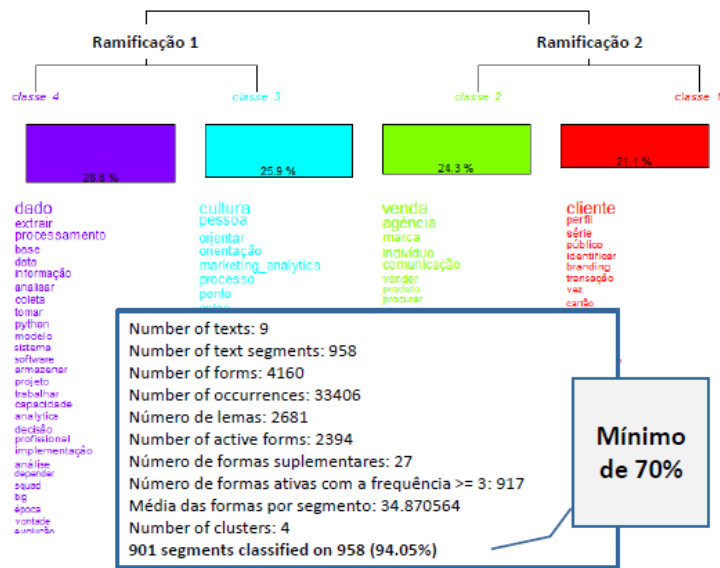 Ramificação 1
Ramificação 2
classe 4
classe 3
classe 2
classe 1
28.8 %
25.9 %
24.3 %
21.1 %
dado
extrair
processamento
base
data
informação
analisar
coleta
tomar
python
modelo
sistema
software
armazenar
projeto
trabalhar
capacidade
analytics
decisão
profissional
implementação
análise
depender
squad
big
época
vontade
evolução
cultura
pessoa
orientar
orientação
marketing_analytics
processo
ponto
venda
agência
marca
indivíduo
comunicação
vender
produto
procurar
cliente
perfil
série
público
identificar
branding
transação
vez
cartão
Number of texts: 9
Number of text segments: 958
Number of forms: 4160
Number of occurrences: 33406
Número de lemas: 2681
Number of active forms: 2394
Número de formas suplementares: 27
Número de formas ativas com a frequência >= 3: 917
Média das formas por segmento: 34.870564
Number of clusters: 4
901 segments classified on 958 (94.05%)
Mínimo
de 70%